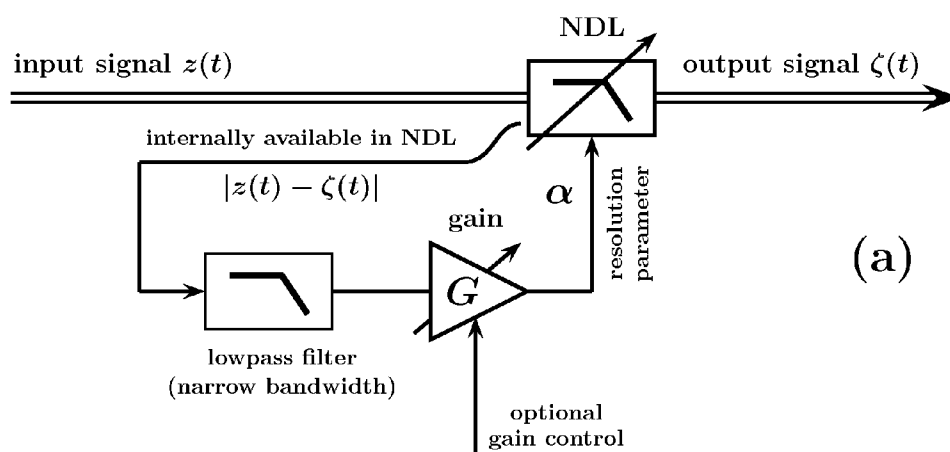 NDL
input signal z(t)
output signal ζ(t)
internally available in NDL
|z(t) − ζ(t)|
α
resolution
parameter
gain
(a)
G
lowpass filter
(narrow bandwidth)
optional
gain control